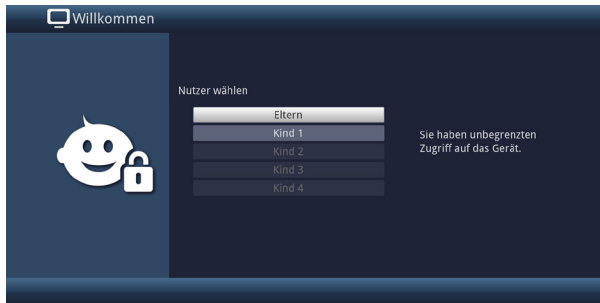 Willkommen
Nutzer wählen
Eltern
Kind 1
Kind 2
Kind 3
Kind 4
Sie haben unbegrenzten
Zugriff auf das Gerät.